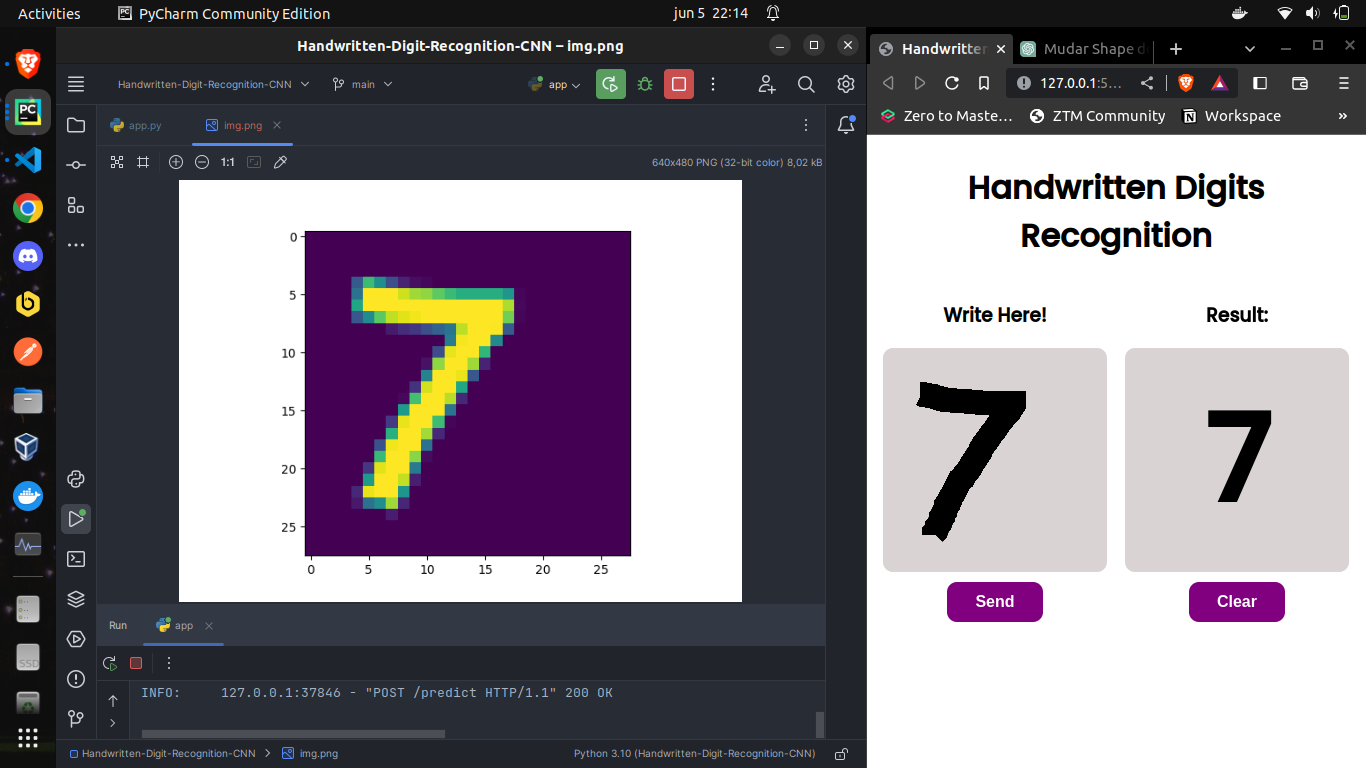 Activities PyCharm Community Edition jun 5 22:14
Handwritten-Digit-Recognition-CNN – img.png
PC Handwritten-Digit-Recognition-CNN main app
app.py img.png
1:1 640x480 PNG (32-bit color) 8,02 kB
0
5
10
15
20
25
0 5 10 15 20 25
Run app
INFO: 127.0.0.1:37846 - "POST /predict HTTP/1.1" 200 OK
Handwritten-Digit-Recognition-CNN img.png Python 3.10 (Handwritten-Digit-Recognition-CNN)
SSD
Handwritten Mudar Shape d
127.0.0.1:5...
Zero to Maste... ZTM Community Workspace »
Handwritten Digits
Recognition
Write Here! Result:
7 7
Send Clear